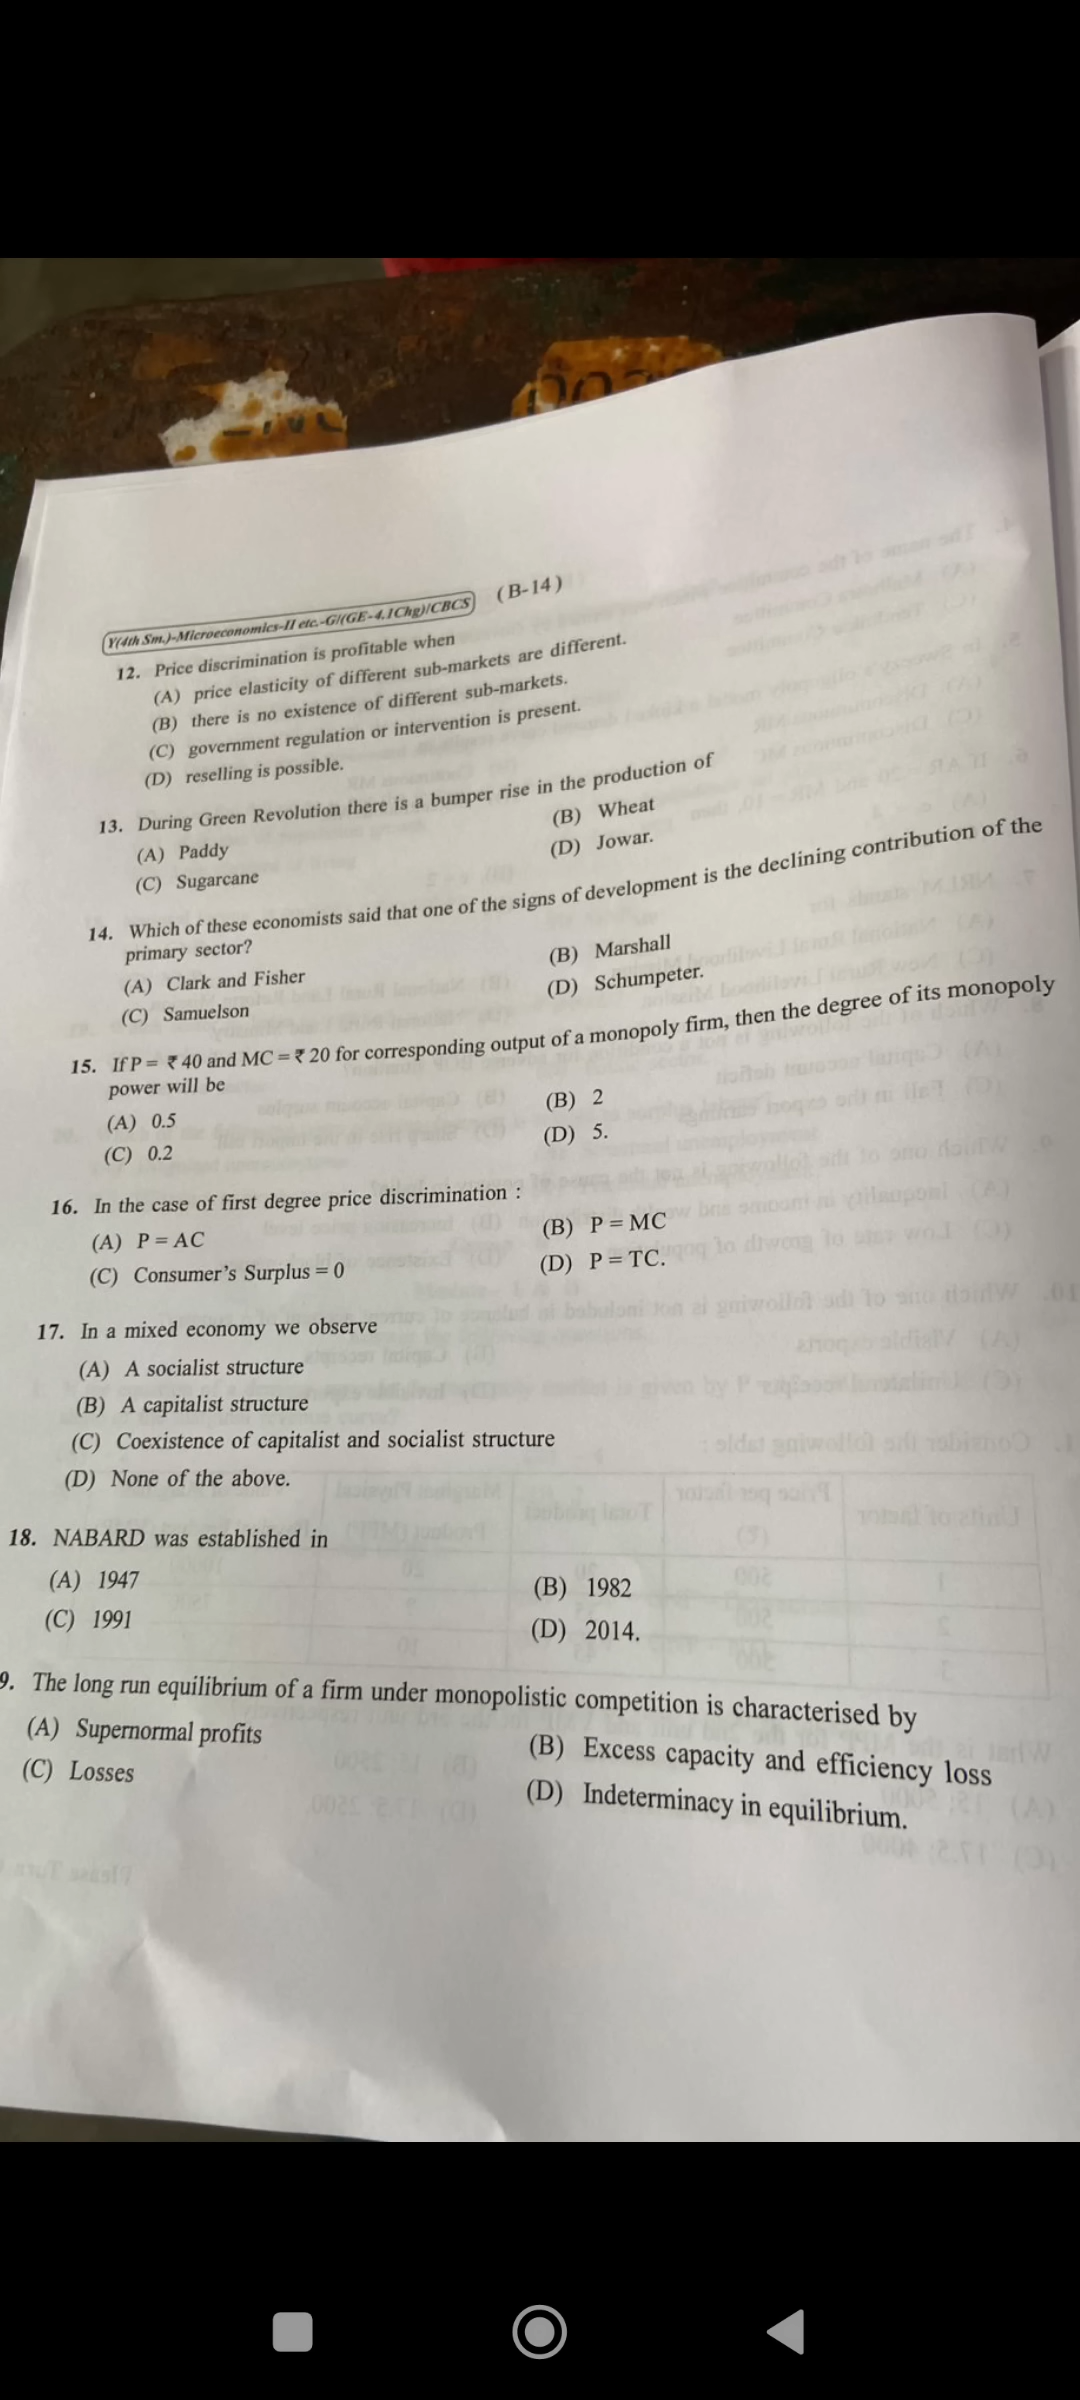 Y(4th Sm.)-Microeconomics-II etc.-G/(GE-4.1Chg)/CBCS (B-14)
12. Price discrimination is profitable when
(A) price elasticity of different sub-markets are different.
(B) there is no existence of different sub-markets.
(C) government regulation or intervention is present.
(D) reselling is possible.
13. During Green Revolution there is a bumper rise in the production of
(A) Paddy (B) Wheat
(C) Sugarcane (D) Jowar.
14. Which of these economists said that one of the signs of development is the declining contribution of the
primary sector?
(A) Clark and Fisher (B) Marshall
(C) Samuelson (D) Schumpeter.
15. If P = ₹ 40 and MC = ₹ 20 for corresponding output of a monopoly firm, then the degree of its monopoly
power will be
(A) 0.5 (B) 2
(C) 0.2 (D) 5.
16. In the case of first degree price discrimination :
(A) P = AC (B) P = MC
(C) Consumer's Surplus = 0 (D) P = TC.
17. In a mixed economy we observe
(A) A socialist structure
(B) A capitalist structure
(C) Coexistence of capitalist and socialist structure
(D) None of the above.
18. NABARD was established in
(A) 1947 (B) 1982
(C) 1991 (D) 2014.
9. The long run equilibrium of a firm under monopolistic competition is characterised by
(A) Supernormal profits (B) Excess capacity and efficiency loss
(C) Losses (D) Indeterminacy in equilibrium.